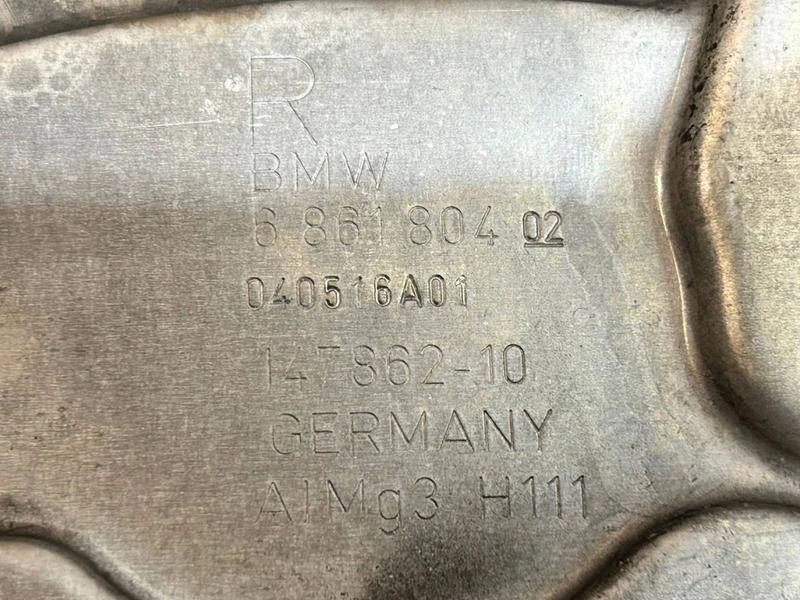 R
BMW
6 861 804 02
040516A01
147862-10
GERMANY
AlMg3 H111